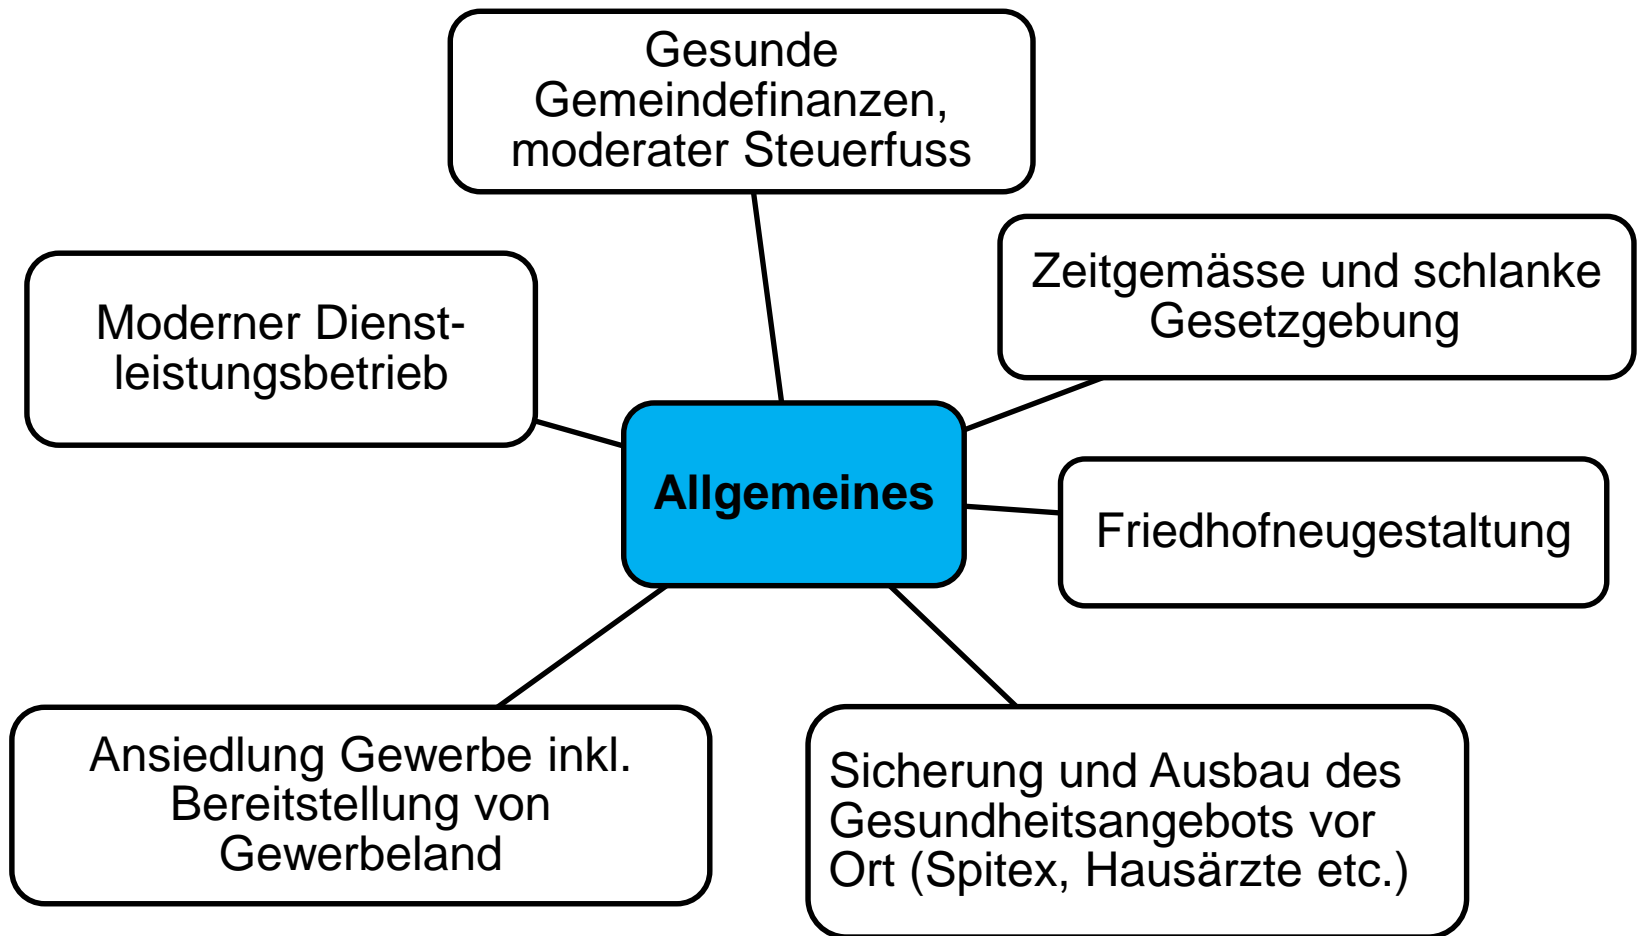 Gesunde
Gemeindefinanzen,
moderater Steuerfuss
Zeitgemässe und schlanke
Gesetzgebung
Moderner Dienst-
leistungsbetrieb
Allgemeines
Friedhofneugestaltung
Ansiedlung Gewerbe inkl.
Bereitstellung von
Gewerbeland
Sicherung und Ausbau des
Gesundheitsangebots vor
Ort (Spitex, Hausärzte etc.)